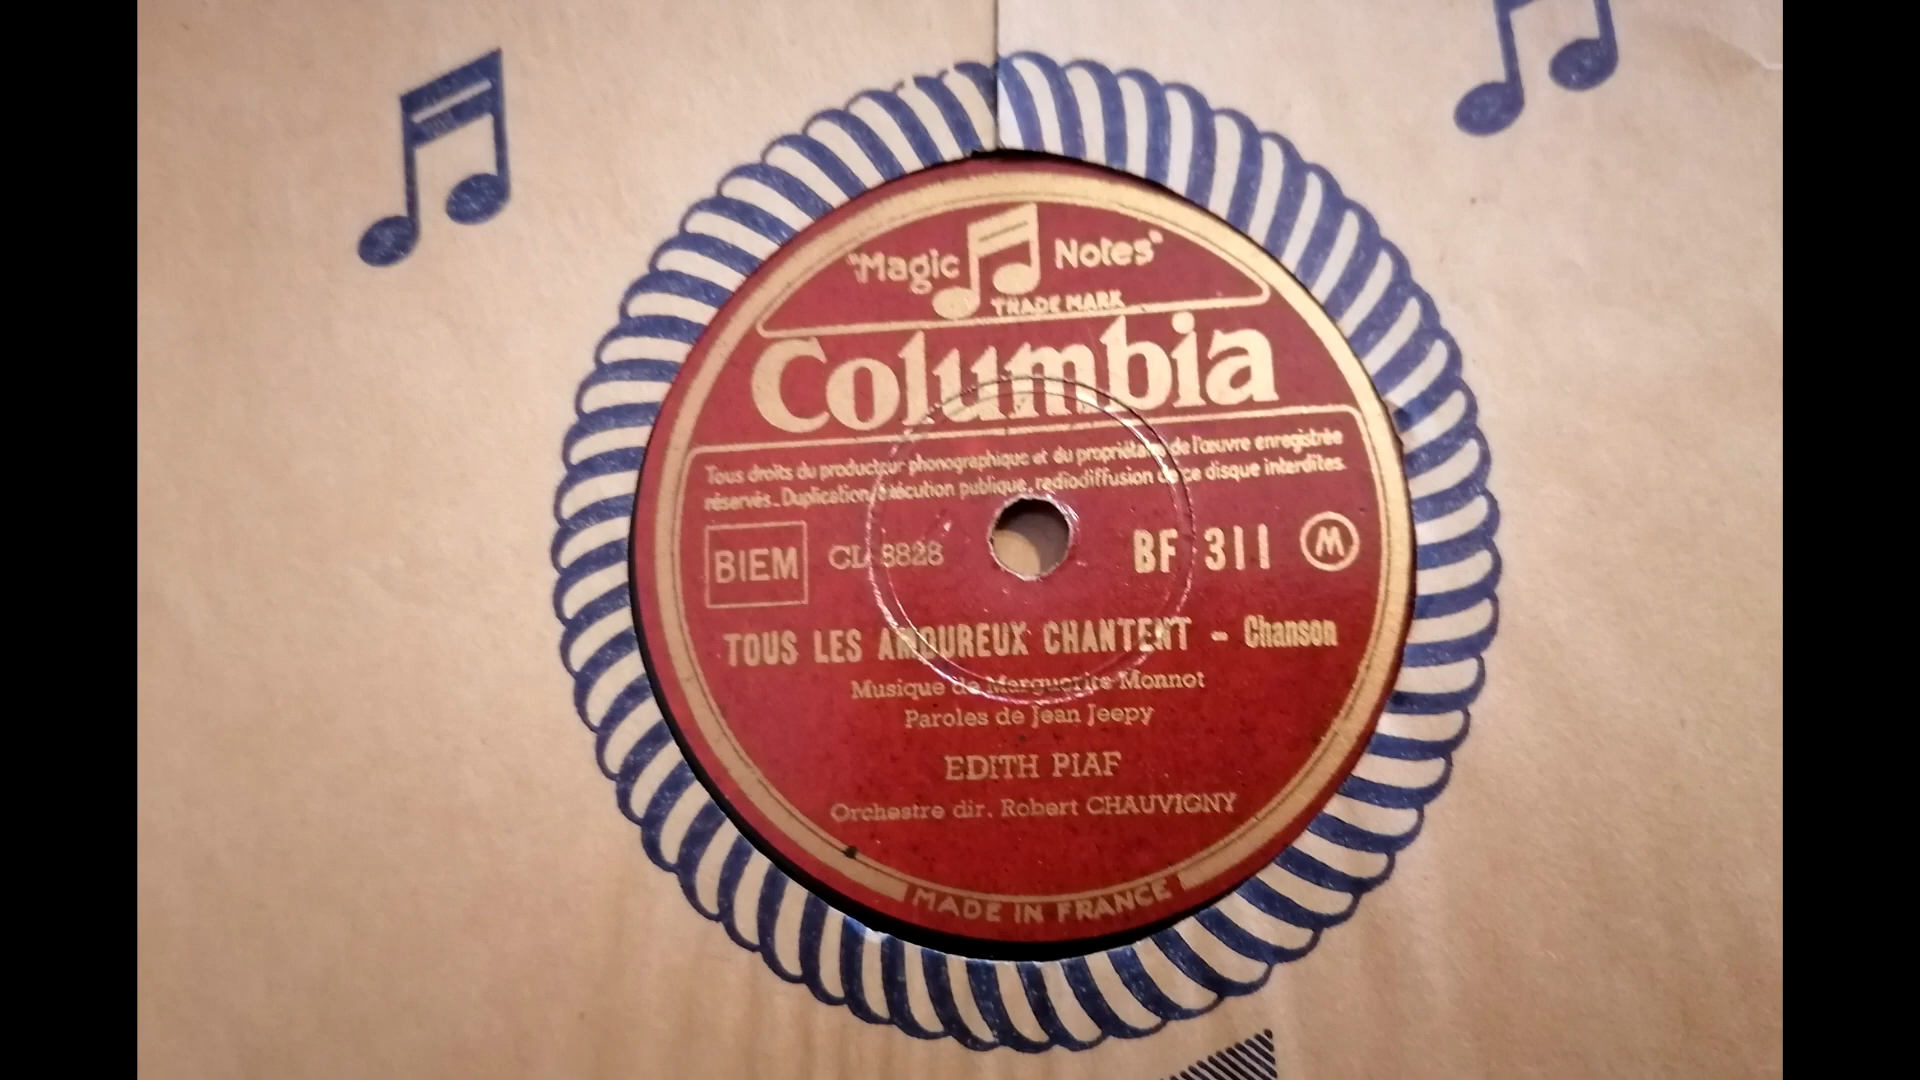 "Magic Notes"
TRADE MARK
Columbia
Tous droits du producteur phonographique et du propriétaire de l'œuvre enregistrée
réservés_Duplication, exécution publique, radiodiffusion de ce disque interdites.
BIEM CL 8828 BF 311 M
TOUS LES AMOUREUX CHANTENT - Chanson
Musique de Marguerite Monnot
Paroles de Jean Jeepy
EDITH PIAF
Orchestre dir. Robert CHAUVIGNY
MADE IN FRANCE